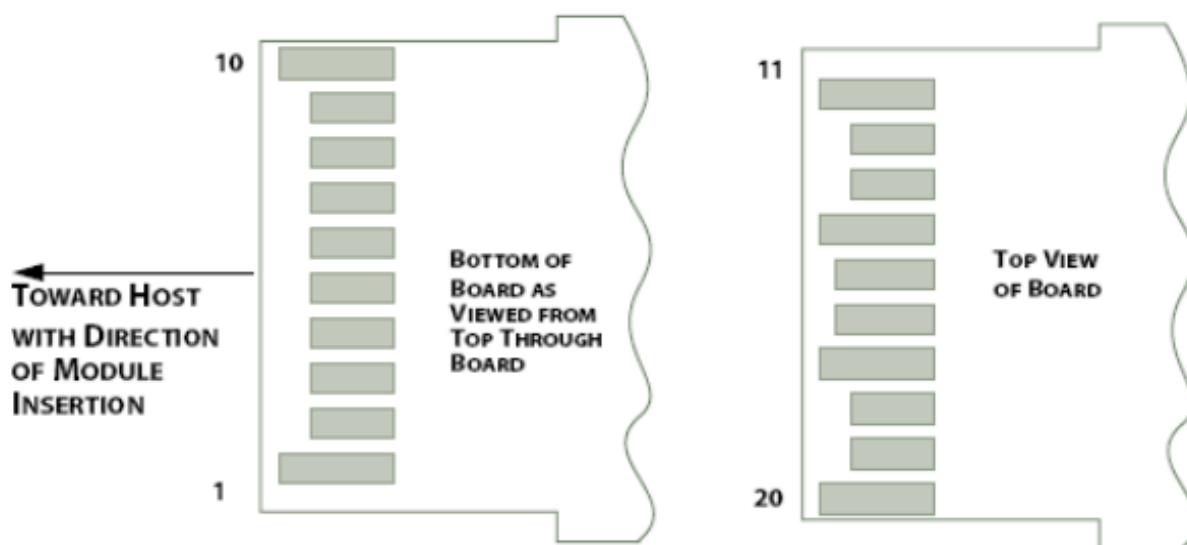 10
11
BOTTOM OF
BOARD AS
VIEWED FROM
TOP THROUGH
BOARD
TOP VIEW
OF BOARD
TOWARD HOST
WITH DIRECTION
OF MODULE
INSERTION
1
20